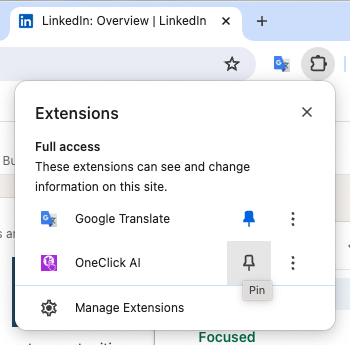 LinkedIn: Overview | LinkedIn
Extensions
Full access
These extensions can see and change
information on this site.
Google Translate
OneClick AI
Pin
Manage Extensions
Focused